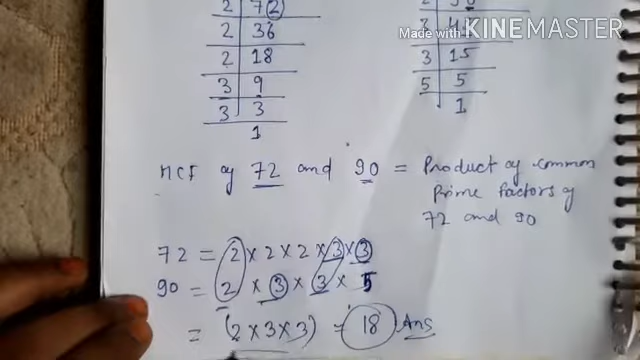 Made with KINEMASTER
2 | 72
2 | 36
2 | 18
3 | 9
3 | 3
1
3 | 45
3 | 15
5 | 5
1
HCF of 72 and 90 = Product of common
Prime factors of
72 and 90
72 = 2 × 2 × 2 × 3 × 3
90 = 2 × 3 × 3 × 5
= (2 × 3 × 3) = 18 Ans